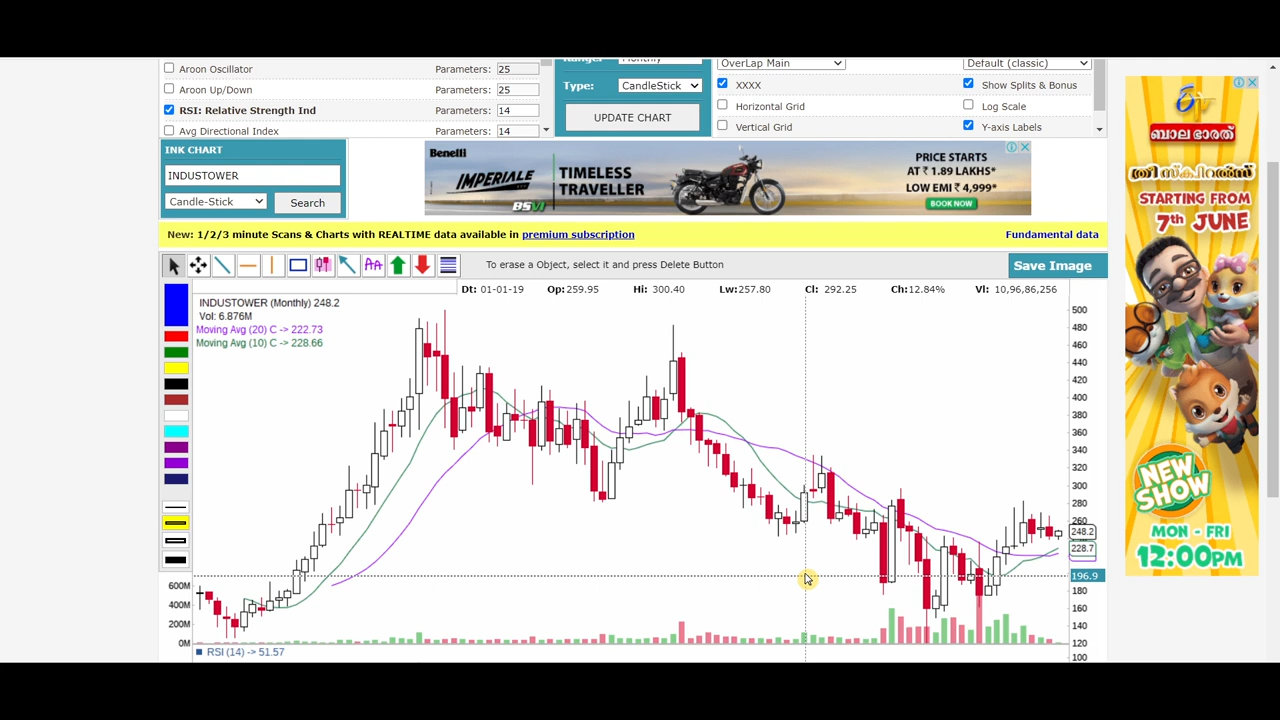 Aroon Oscillator Parameters: 25
Aroon Up/Down Parameters: 25
RSI: Relative Strength Ind Parameters: 14
Avg Directional Index Parameters: 14
Monthly
Type: CandleStick
UPDATE CHART
OverLap Main Default (classic)
XXXX Show Splits & Bonus
Horizontal Grid Log Scale
Vertical Grid Y-axis Labels
INK CHART
INDUSTOWER
Candle-Stick Search
Benelli
IMPERIALE
BSVI
TIMELESS
TRAVELLER
PRICE STARTS
AT ₹ 1.89 LAKHS*
LOW EMI ₹ 4,999*
BOOK NOW
New: 1/2/3 minute Scans & Charts with REALTIME data available in premium subscription Fundamental data
To erase a Object, select it and press Delete Button
Save Image
Dt: 01-01-19 Op:259.95 Hi: 300.40 Lw:257.80 Cl: 292.25 Ch:12.84% Vl: 10,96,86,256
INDUSTOWER (Monthly) 248.2
Vol: 6.876M
Moving Avg (20) C -> 222.73
Moving Avg (10) C -> 228.66
500
480
460
440
420
400
380
360
340
320
300
280
260
248.2
228.7
196.9
180
160
140
120
100
600M
400M
200M
0M
RSI (14) -> 51.57
ബാല ഭാരത്
ത്രീ സ്ക്വിറൽസ്
STARTING FROM
7th JUNE
NEW
SHOW
MON - FRI
12:00PM